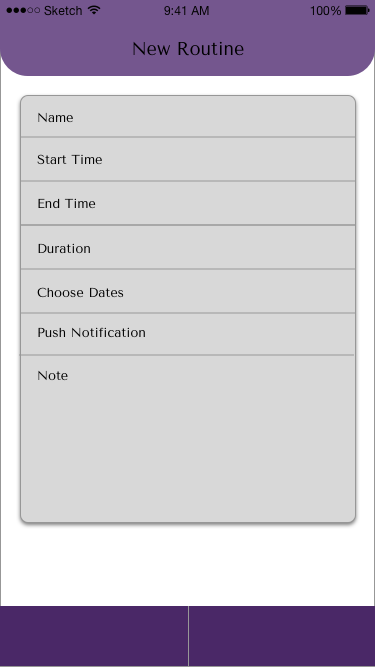 Sketch 9:41 AM 100%
New Routine
Name
Start Time
End Time
Duration
Choose Dates
Push Notification
Note